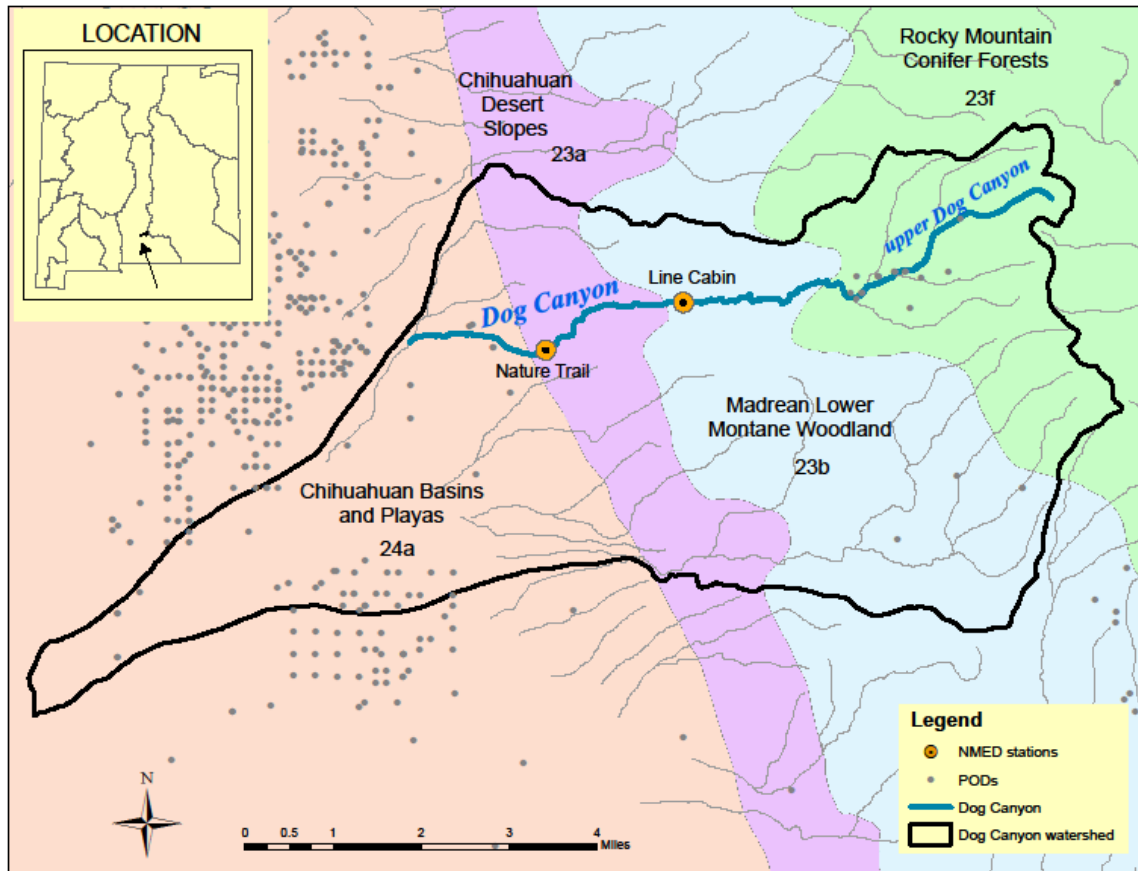 LOCATION
Rocky Mountain
Conifer Forests
23f
Chihuahuan
Desert
Slopes
23a
upper Dog Canyon
Line Cabin
Dog Canyon
Nature Trail
Madrean Lower
Montane Woodland
23b
Chihuahuan Basins
and Playas
24a
Legend
NMED stations
PODs
Dog Canyon
Dog Canyon watershed
N
0 0.5 1 2 3 4
Miles